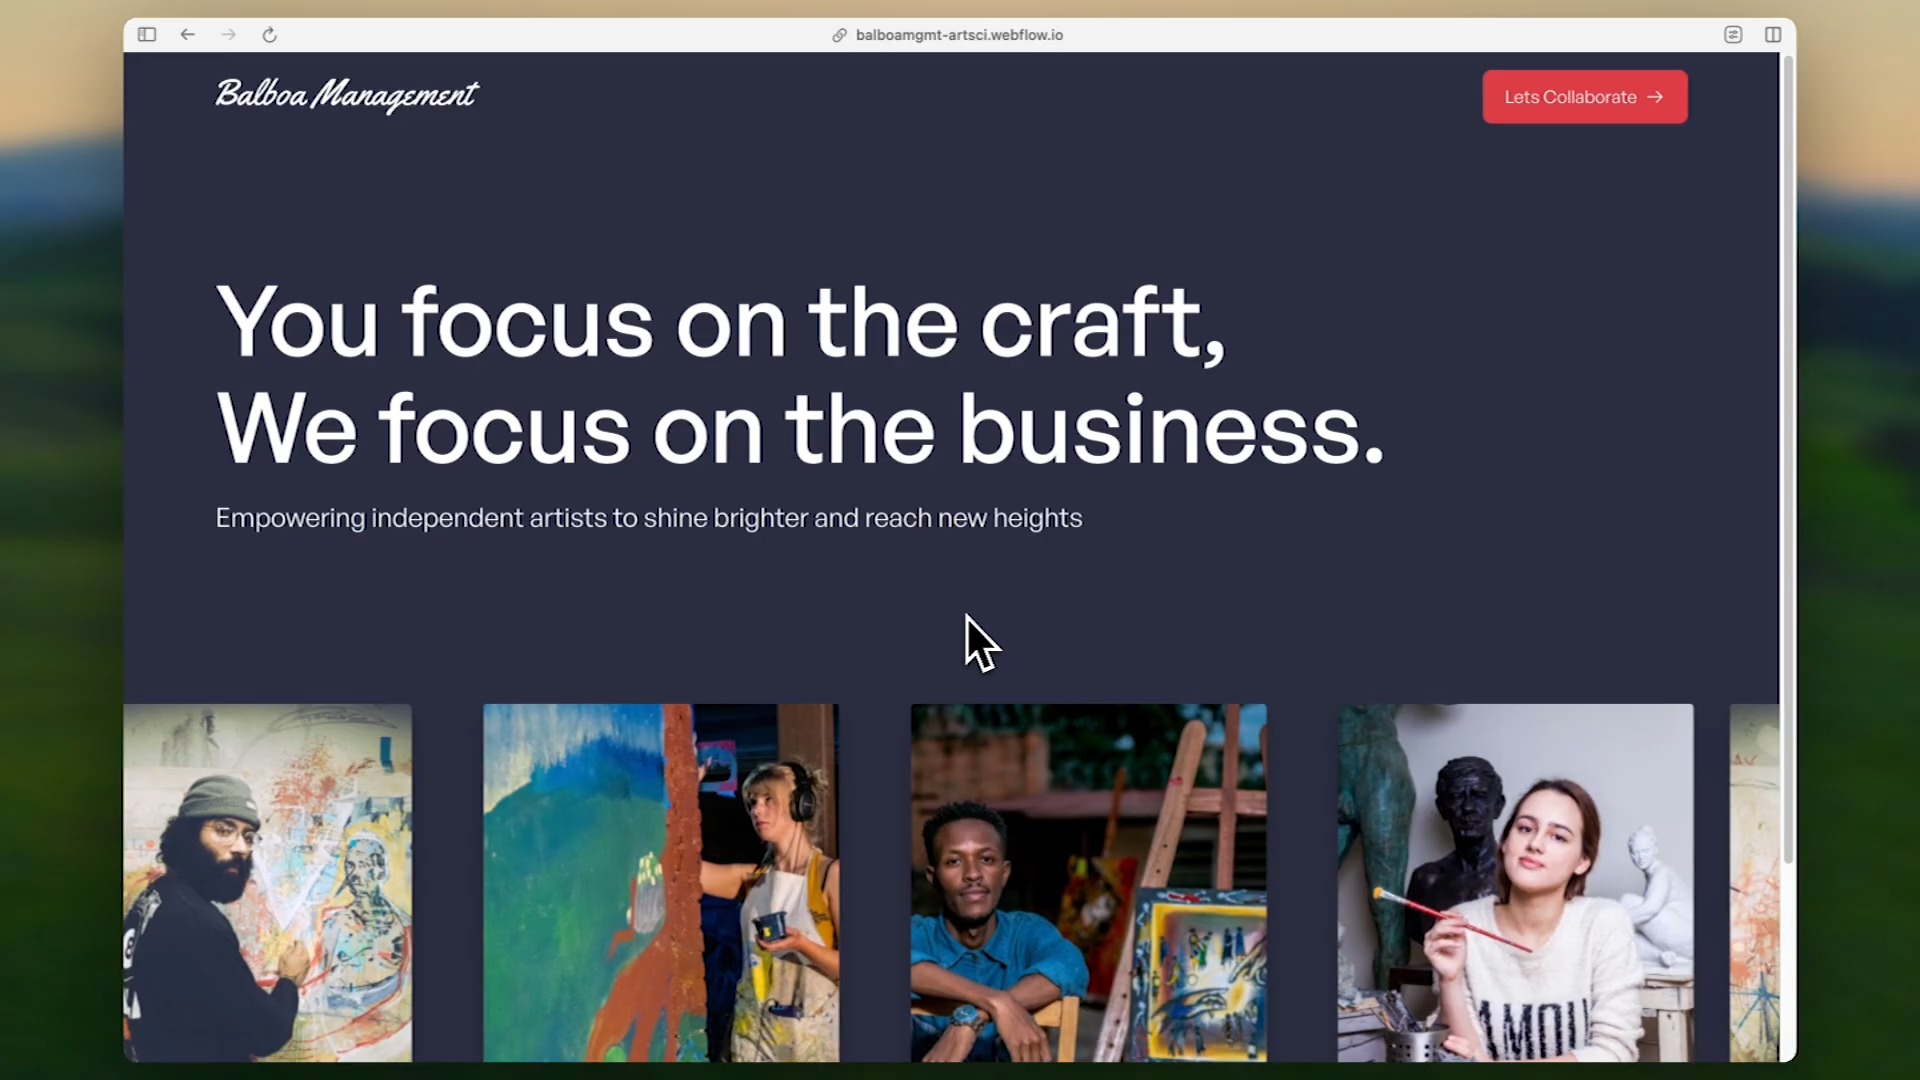 balboamgmt-artsci.webflow.io
Balboa Management
Lets Collaborate →
You focus on the craft,
We focus on the business.
Empowering independent artists to shine brighter and reach new heights
AMOU